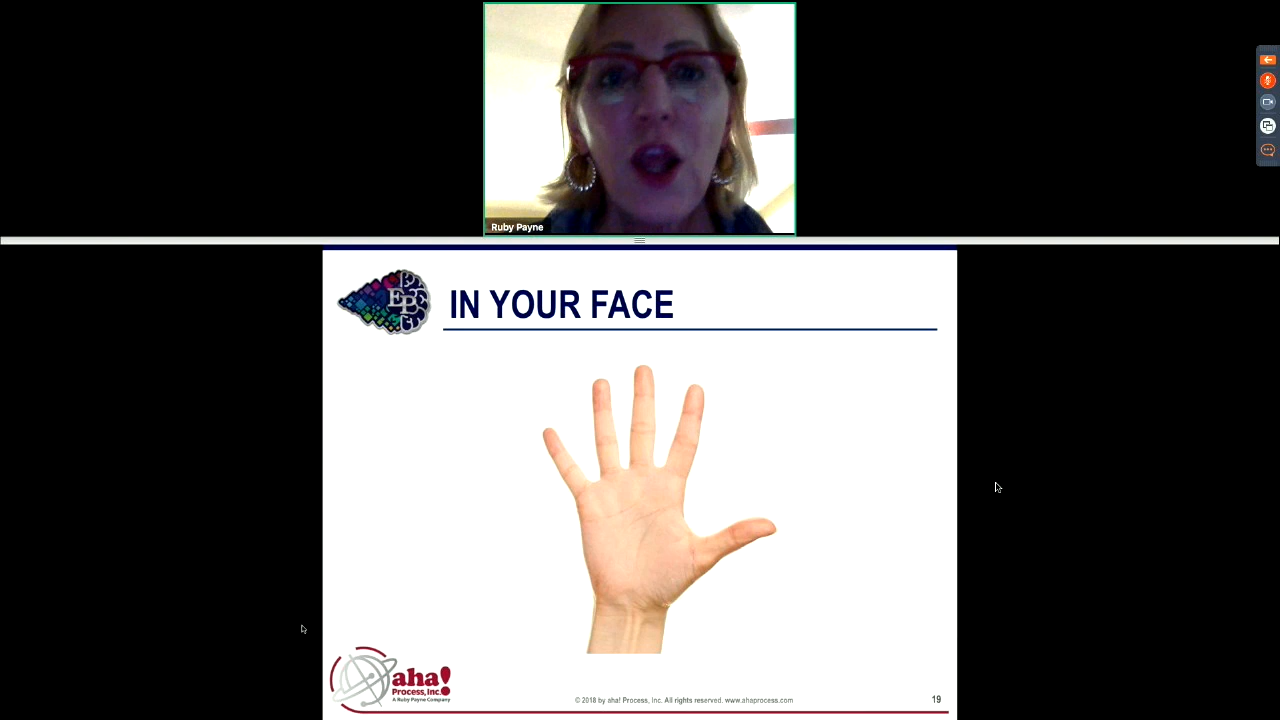 Ruby Payne
EP
IN YOUR FACE
aha!
Process, Inc.
A Ruby Payne Company
© 2018 by aha! Process, Inc. All rights reserved. www.ahaprocess.com
19